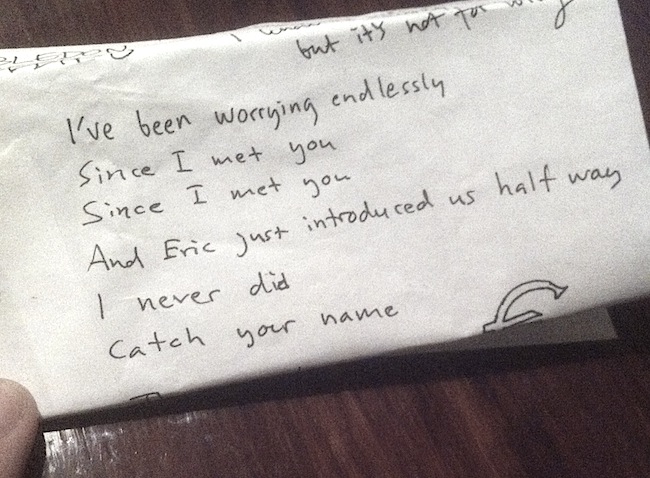 but it's not for
I've been worrying endlessly
Since I met you
Since I met you
And Eric just introduced us half way
I never did
Catch your name